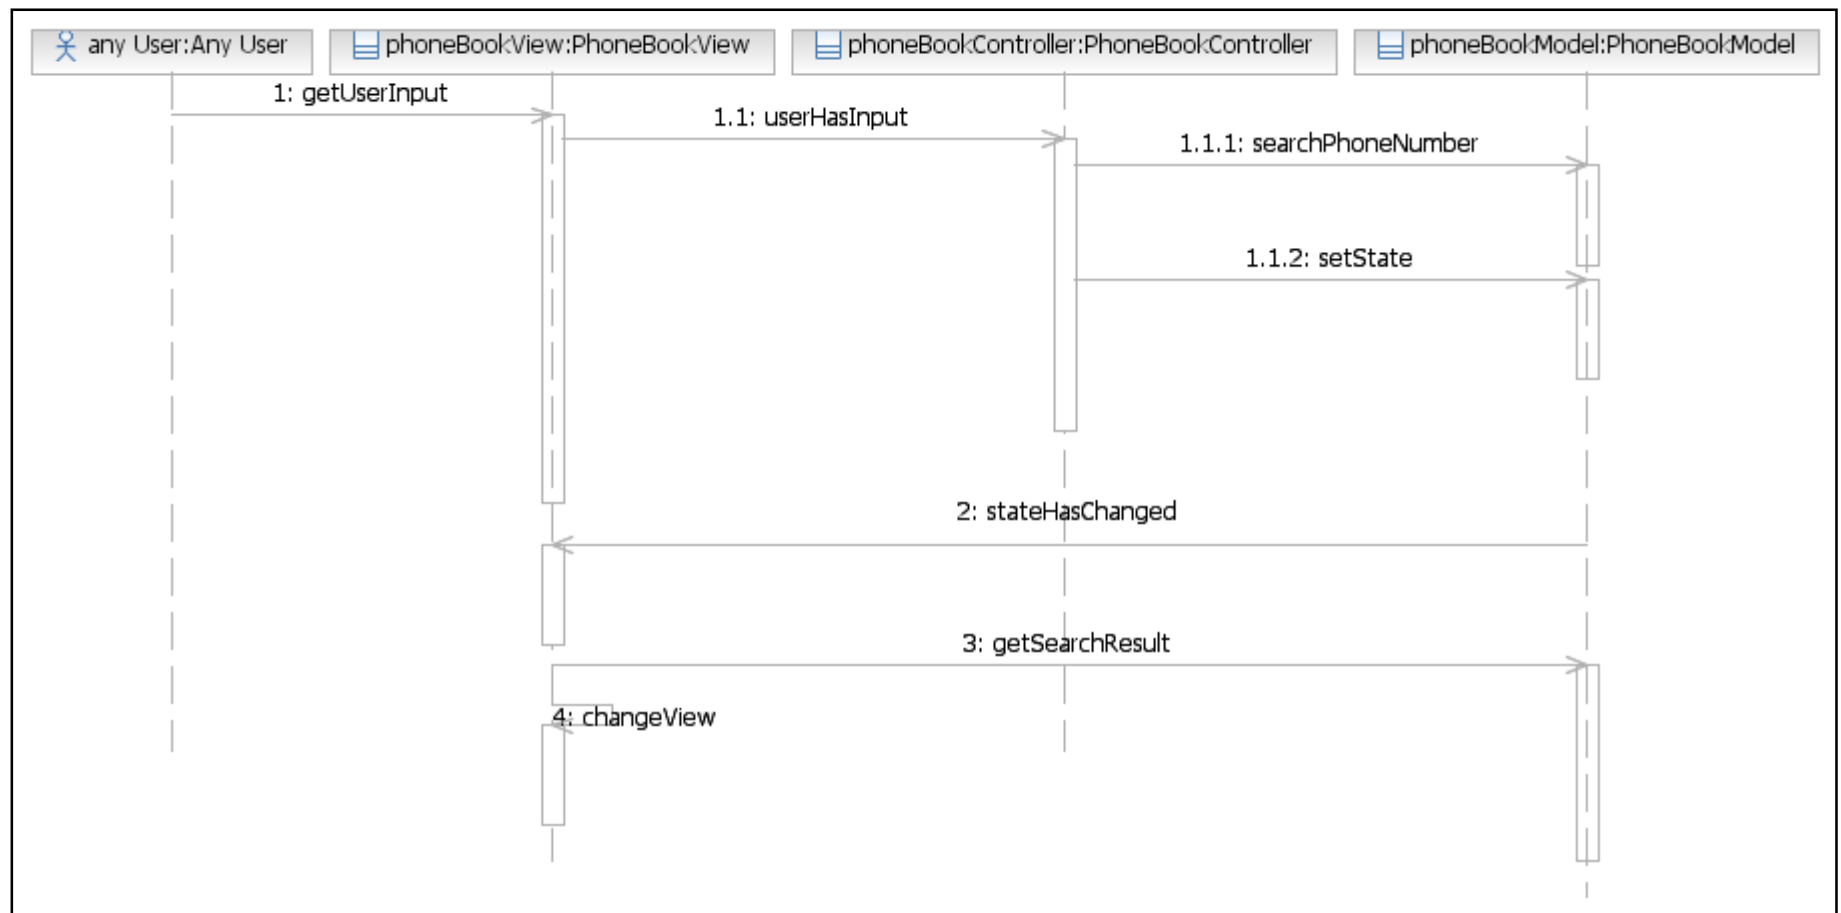 any User:Any User
phoneBookView:PhoneBookView
phoneBookController:PhoneBookController
phoneBookModel:PhoneBookModel
1: getUserInput
1.1: userHasInput
1.1.1: searchPhoneNumber
1.1.2: setState
2: stateHasChanged
3: getSearchResult
4: changeView